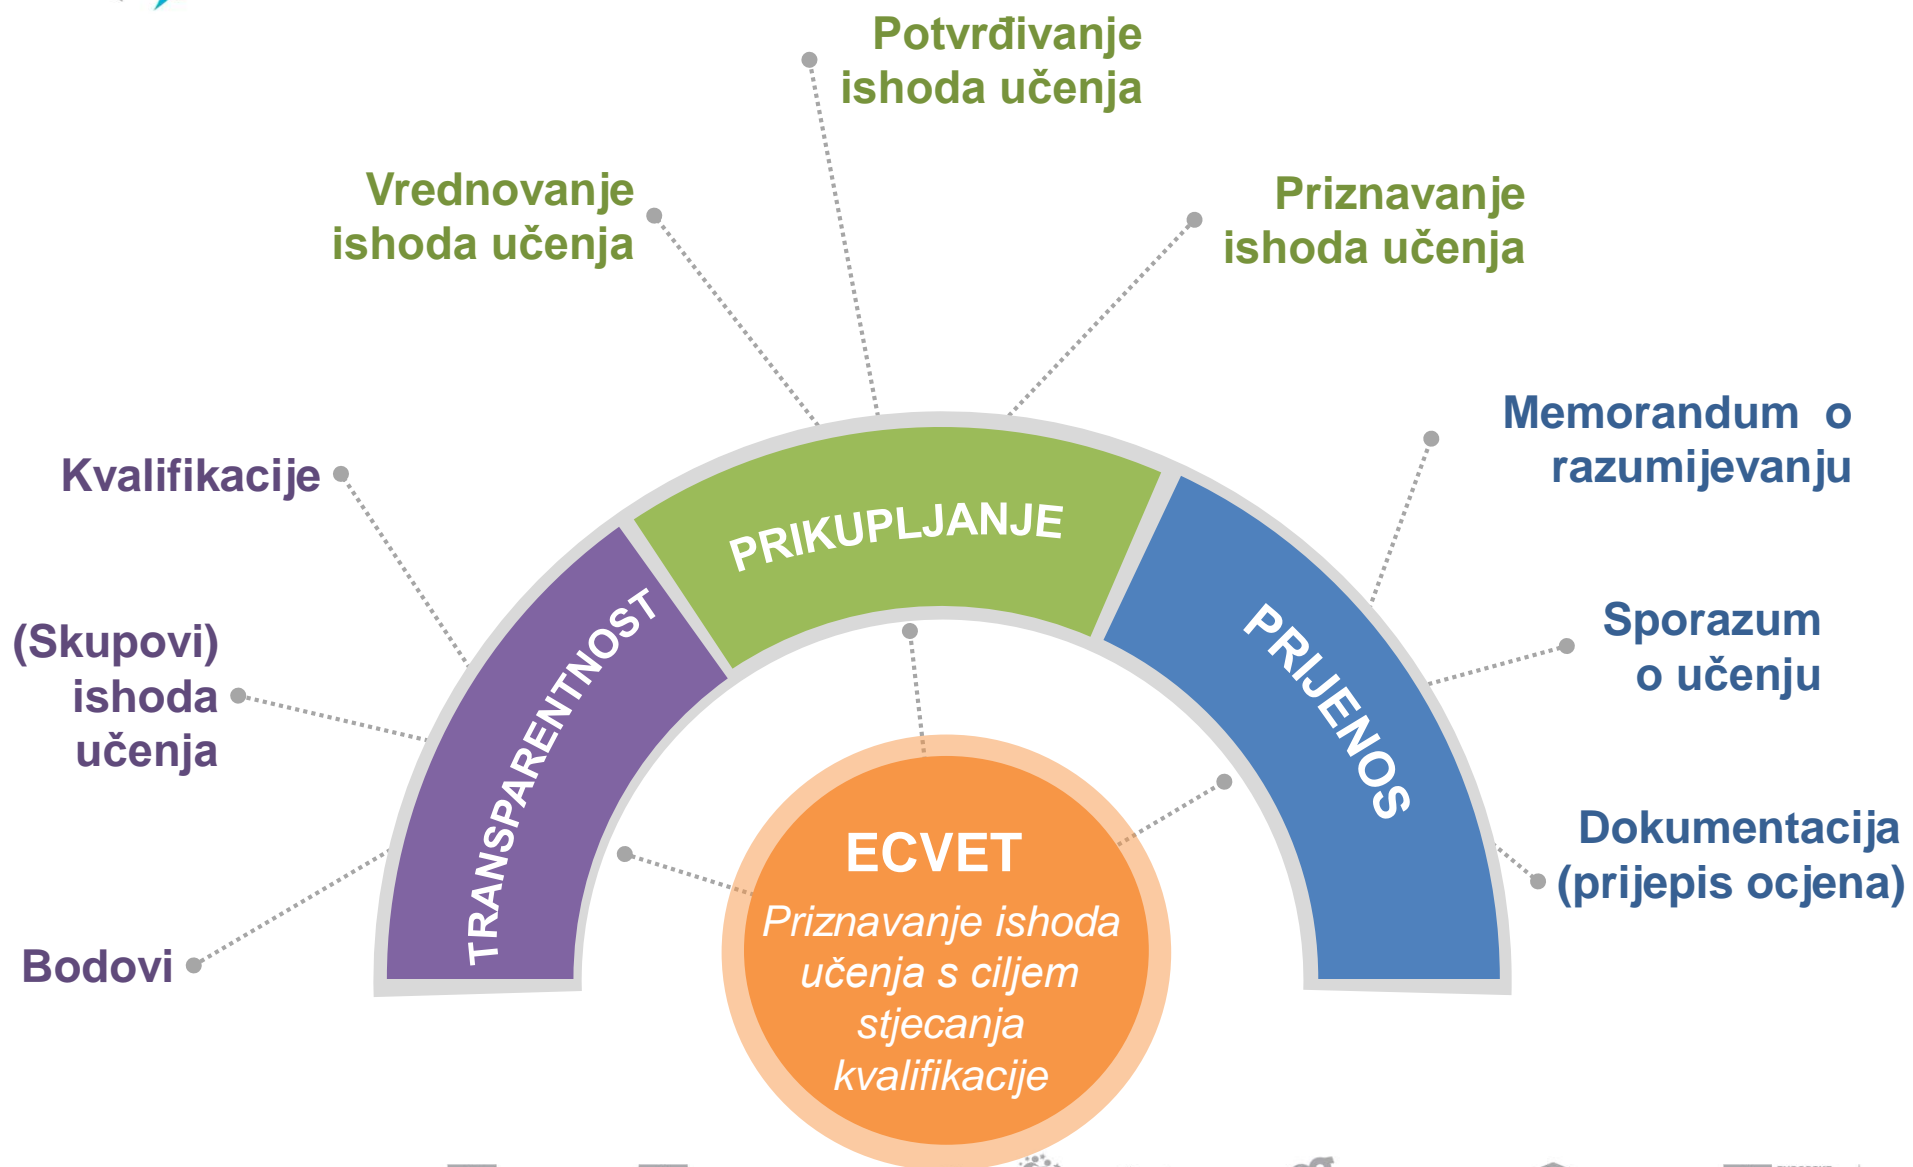 Potvrđivanje
ishoda učenja
Vrednovanje
ishoda učenja
Priznavanje
ishoda učenja
Memorandum o
razumijevanju
Kvalifikacije
PRIKUPLJANJE
(Skupovi)
ishoda
učenja
TRANSPARENTNOST
PRIJENOS
Sporazum
o učenju
Dokumentacija
(prijepis ocjena)
Bodovi
ECVET
Priznavanje ishoda
učenja s ciljem
stjecanja
kvalifikacije